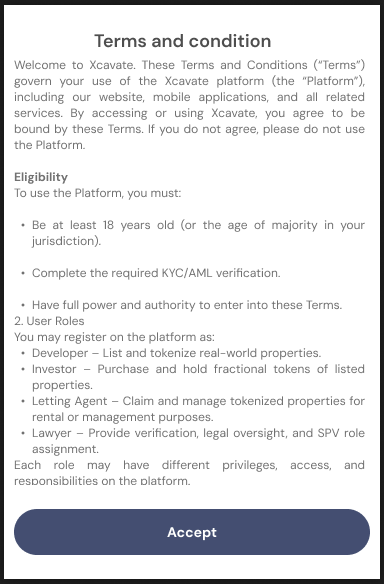 Terms and condition
Welcome to Xcavate. These Terms and Conditions (“Terms”)
govern your use of the Xcavate platform (the “Platform”),
including our website, mobile applications, and all related
services. By accessing or using Xcavate, you agree to be
bound by these Terms. If you do not agree, please do not use
the Platform.
Eligibility
To use the Platform, you must:
• Be at least 18 years old (or the age of majority in your
jurisdiction).
• Complete the required KYC/AML verification.
• Have full power and authority to enter into these Terms.
2. User Roles
You may register on the platform as:
• Developer – List and tokenize real-world properties.
• Investor – Purchase and hold fractional tokens of listed
properties.
• Letting Agent – Claim and manage tokenized properties for
rental or management purposes.
• Lawyer – Provide verification, legal oversight, and SPV role
assignment.
Each role may have different privileges, access, and
responsibilities on the platform.
Accept